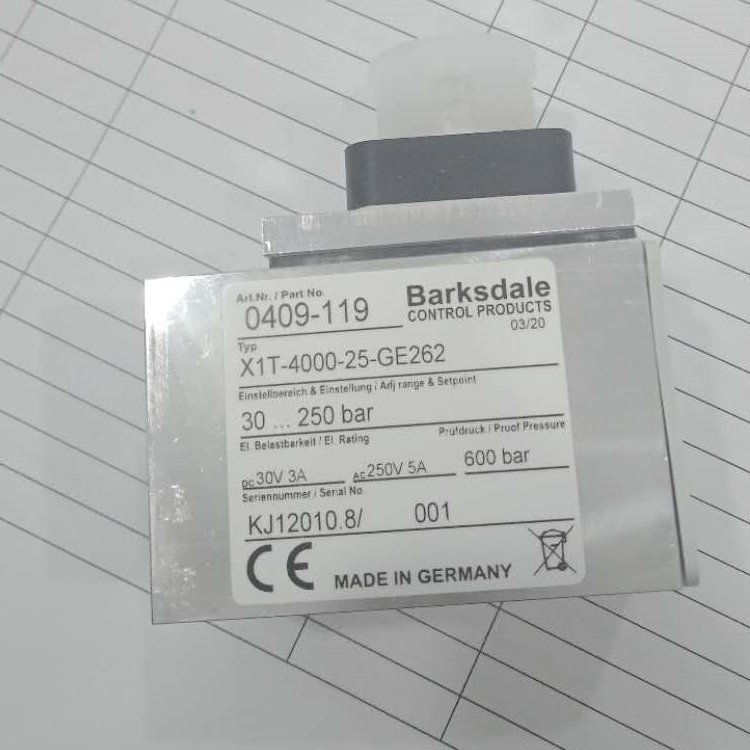 Art.Nr. / Part No.
0409-119
Barksdale
CONTROL PRODUCTS
03/20
Typ
X1T-4000-25-GE262
Einstellbereich & Einstellung / Adj range & Setpoint
30 ... 250 bar
El. Belastbarkeit / El. Rating
Prüfdruck / Proof Pressure
DC 30V 3A
AC 250V 5A
600 bar
Seriennummer / Serial No
KJ12010.8/ 001
CE
MADE IN GERMANY